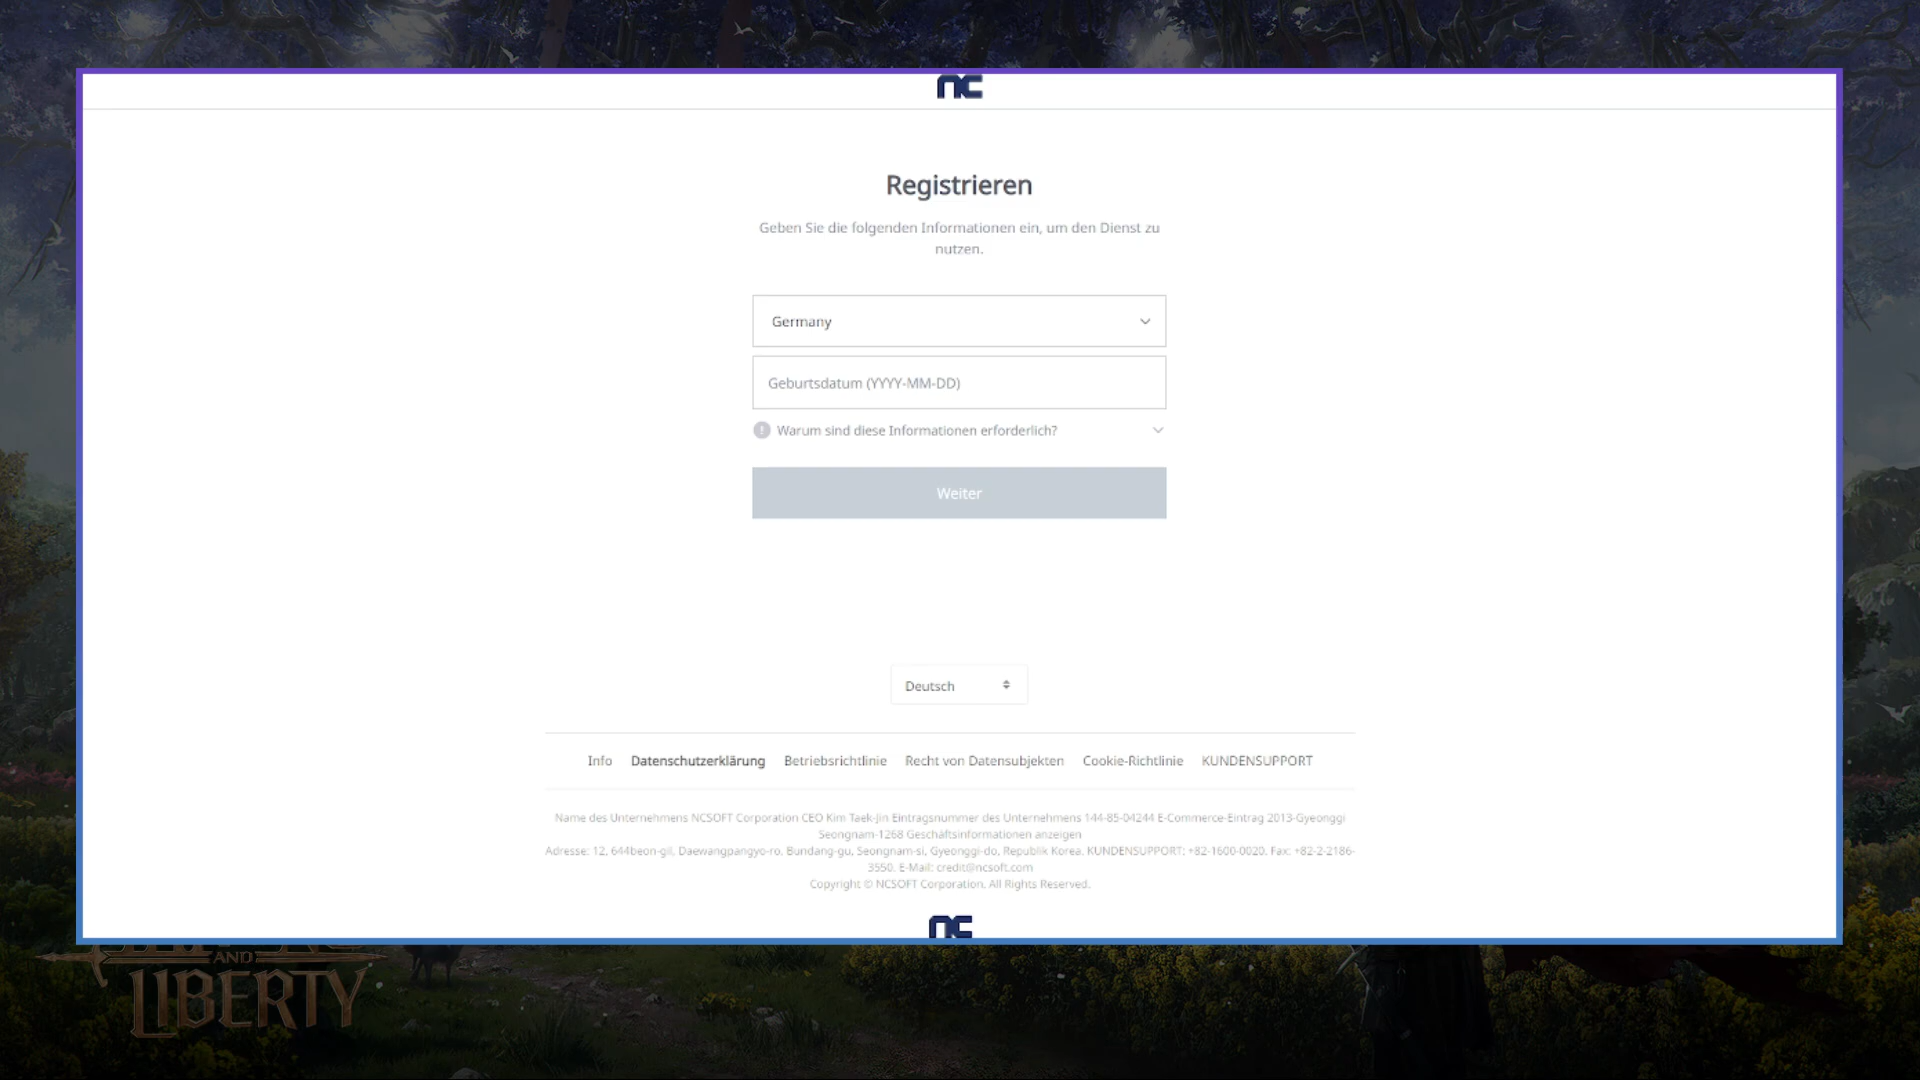 nc
Registrieren
Geben Sie die folgenden Informationen ein, um den Dienst zu
nutzen.
Germany
Geburtsdatum (YYYY-MM-DD)
Warum sind diese Informationen erforderlich?
Weiter
Deutsch
Info Datenschutzerklärung Betriebsrichtlinie Recht von Datensubjekten Cookie-Richtlinie KUNDENSUPPORT
Name des Unternehmens NCSOFT Corporation CEO Kim Taek-Jin Eintragsnummer des Unternehmens 144-85-04244 E-Commerce-Eintrag 2013-Gyeonggi
Seongnam-1268 Geschäftsinformationen anzeigen
Adresse: 12, 644beon-gil, Daewangpangyo-ro, Bundang-gu, Seongnam-si, Gyeonggi-do, Republik Korea. KUNDENSUPPORT: +82-1600-0020. Fax: +82-2-2186-
3550. E-Mail: credit@ncsoft.com
Copyright © NCSOFT Corporation. All Rights Reserved.
nc
AND
LIBERTY